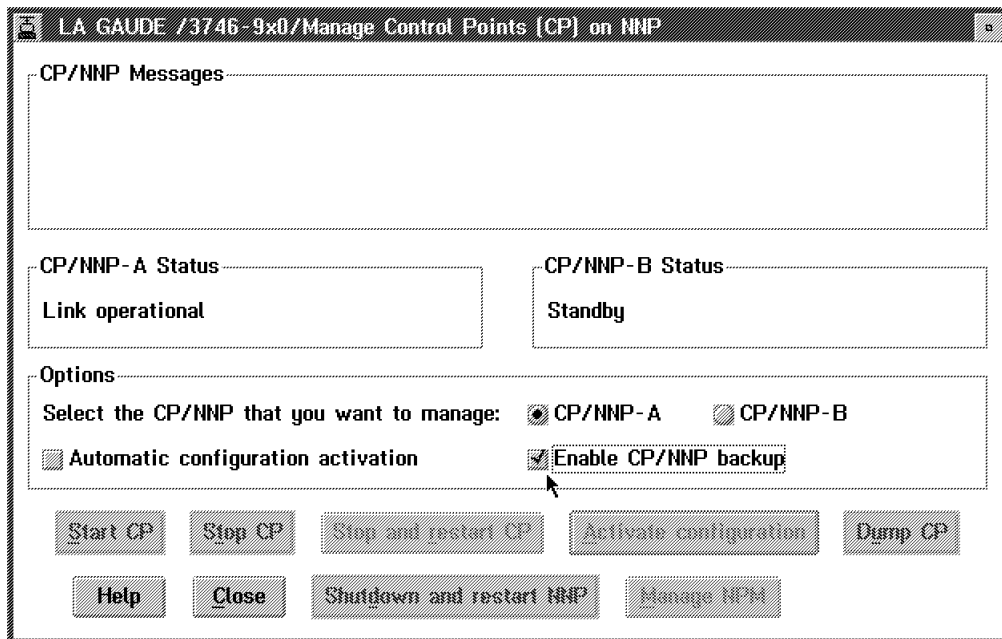 LA GAUDE /3746-9x0/Manage Control Points (CP) on NNP
CP/NNP Messages
CP/NNP-A Status
CP/NNP-B Status
Link operational
Standby
Options
Select the CP/NNP that you want to manage: CP/NNP-A CP/NNP-B
Automatic configuration activation Enable CP/NNP backup
Start CP Stop CP Stop and restart CP Activate configuration Dump CP
Help Close Shutdown and restart NNP Manage NPM